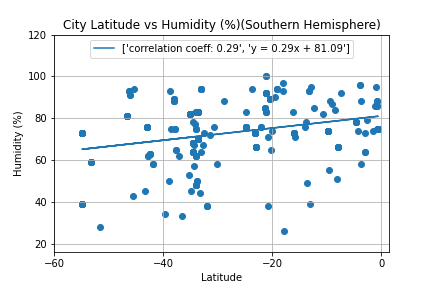 City Latitude vs Humidity (%)(Southern Hemisphere)
['correlation coeff: 0.29', 'y = 0.29x + 81.09']
120
100
80
60
40
20
Humidity (%)
−60 −40 −20 0
Latitude